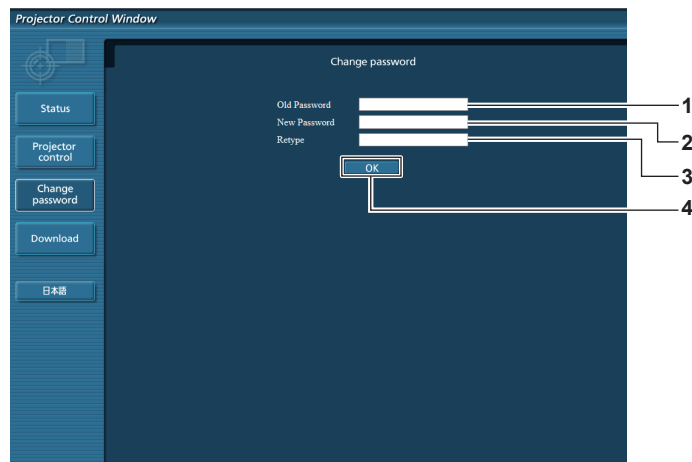 Projector Control Window
Change password
Old Password
1
New Password
2
Retype
3
OK
4
Status
Projector
control
Change
password
Download
日本語